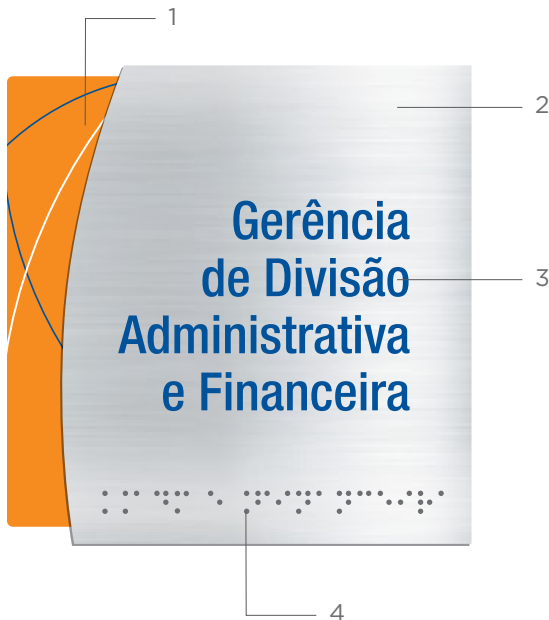 1
2
Gerência
de Divisão
3
Administrativa
e Financeira
4